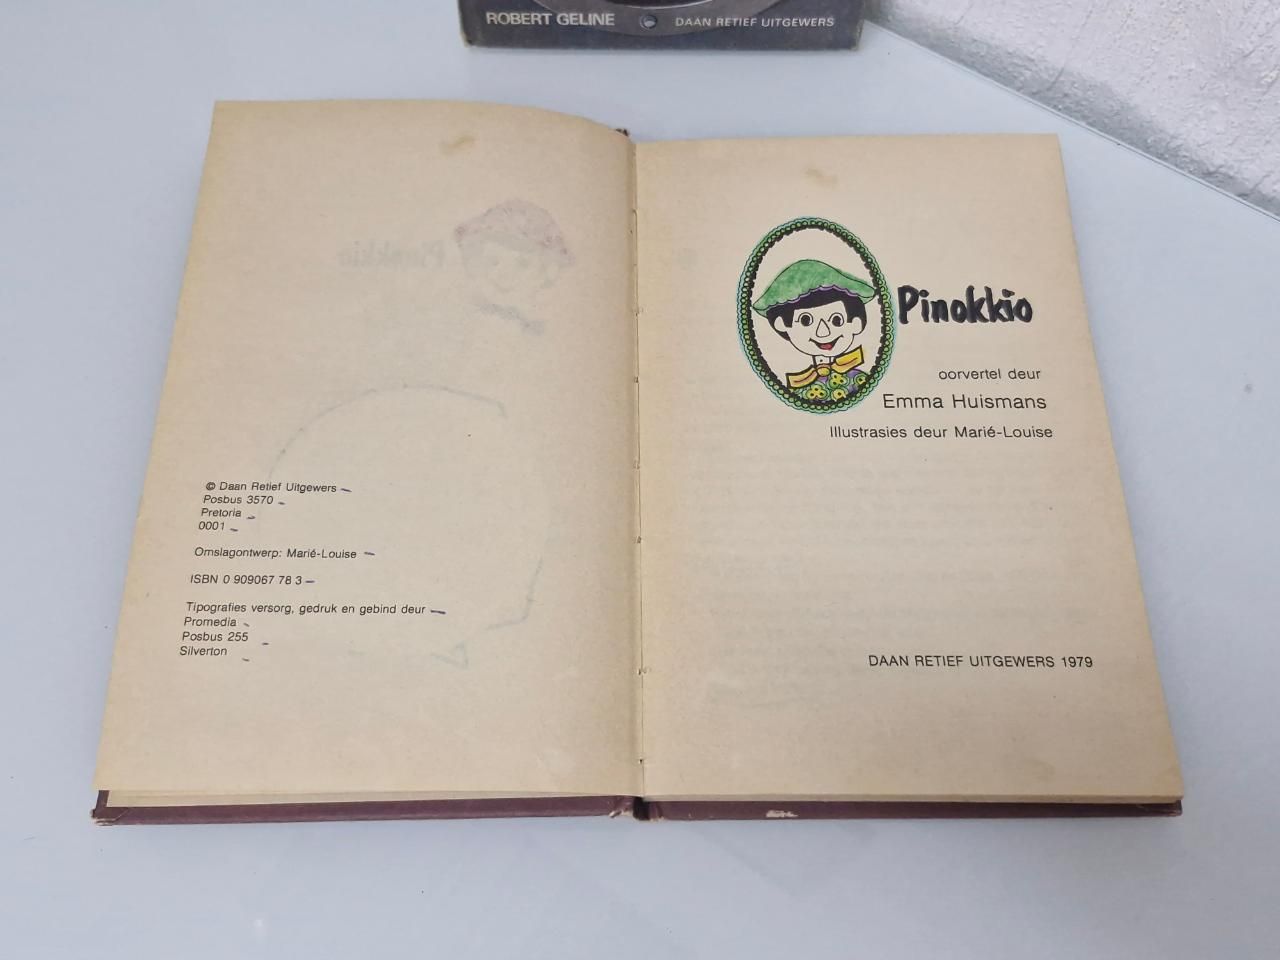 ROBERT GELINE DAAN RETIEF UITGEWERS
© Daan Retief Uitgewers
Posbus 3570
Pretoria
0001
Omslagontwerp: Marié-Louise
ISBN 0 909067 78 3
Tipografies versorg, gedruk en gebind deur
Promedia
Posbus 255
Silverton
Pinokkio
oorvertel deur
Emma Huismans
Illustrasies deur Marié-Louise
DAAN RETIEF UITGEWERS 1979